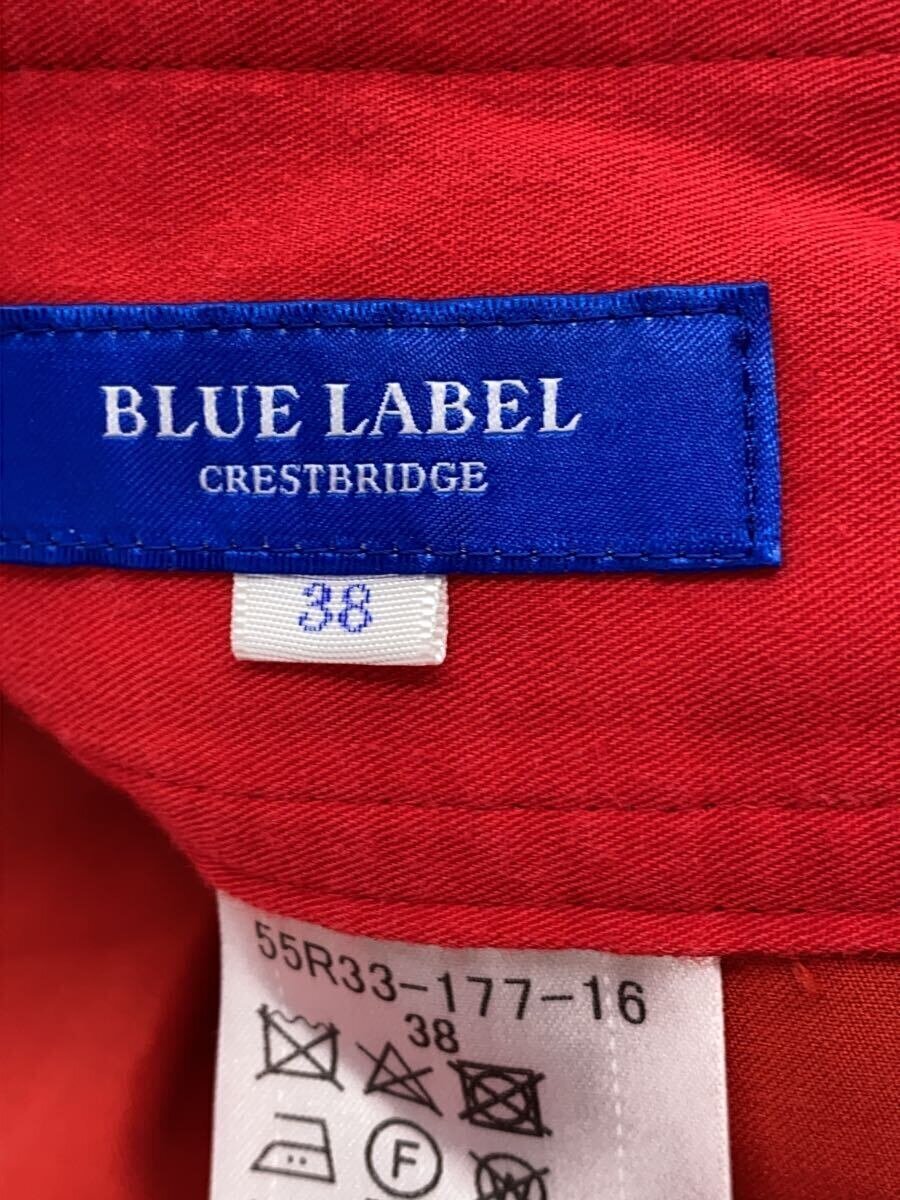 BLUE LABEL
CRESTBRIDGE
38
55R33-177-16
38
F
W